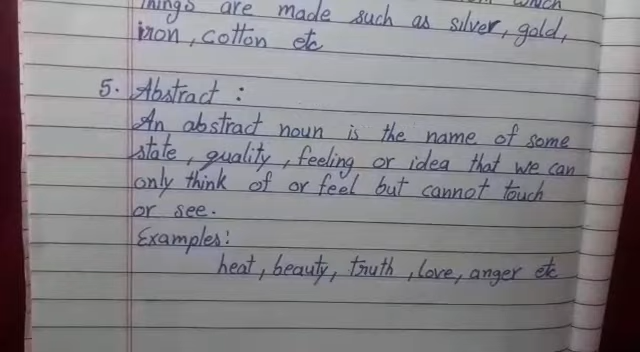 things are made such as silver, gold,
iron, cotton etc
5. Abstract :
An abstract noun is the name of some
state, quality, feeling or idea that we can
only think of or feel but cannot touch
or see.
Examples:
heat, beauty, truth, love, anger etc